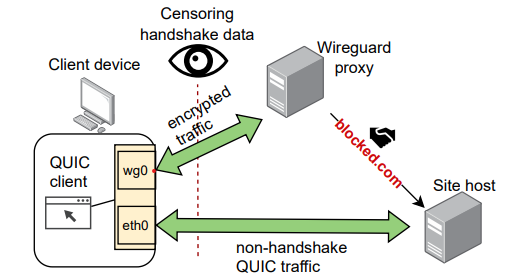 Censoring
handshake data
Wireguard
proxy
Client device
encrypted
traffic
blocked.com
QUIC
client
wg0
eth0
Site host
non-handshake
QUIC traffic